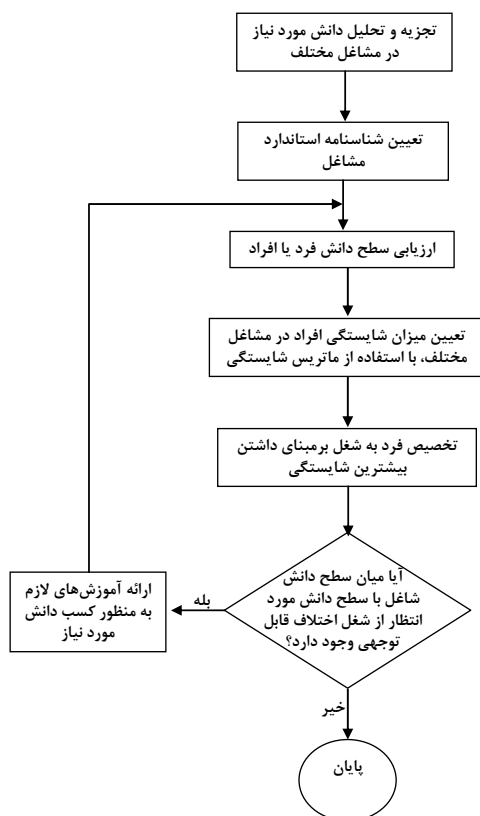 تجزیه و تحلیل دانش مورد نیاز
در مشاغل مختلف
تعیین شناسنامه استاندارد
مشاغل
ارزیابی سطح دانش فرد یا افراد
تعیین میزان شایستگی افراد در مشاغل
مختلف، با استفاده از ماتریس شایستگی
تخصیص فرد به شغل برمبنای داشتن
بیشترین شایستگی
آیا میان سطح دانش
شاغل با سطح دانش مورد
انتظار از شغل اختلاف قابل
توجهی وجود دارد؟
بله
ارائه آموزش‌های لازم
به منظور کسب دانش
مورد نیاز
خیر
پایان